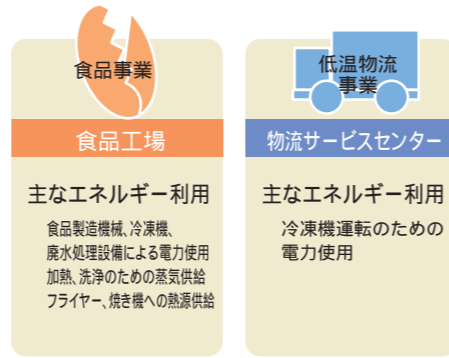 食品事業
食品工場
主なエネルギー利用
食品製造機械、冷凍機、
廃水処理設備による電力使用
加熱、洗浄のための蒸気供給
フライヤー、焼き機への熱源供給
低温物流
事業
物流サービスセンター
主なエネルギー利用
冷凍機運転のための
電力使用